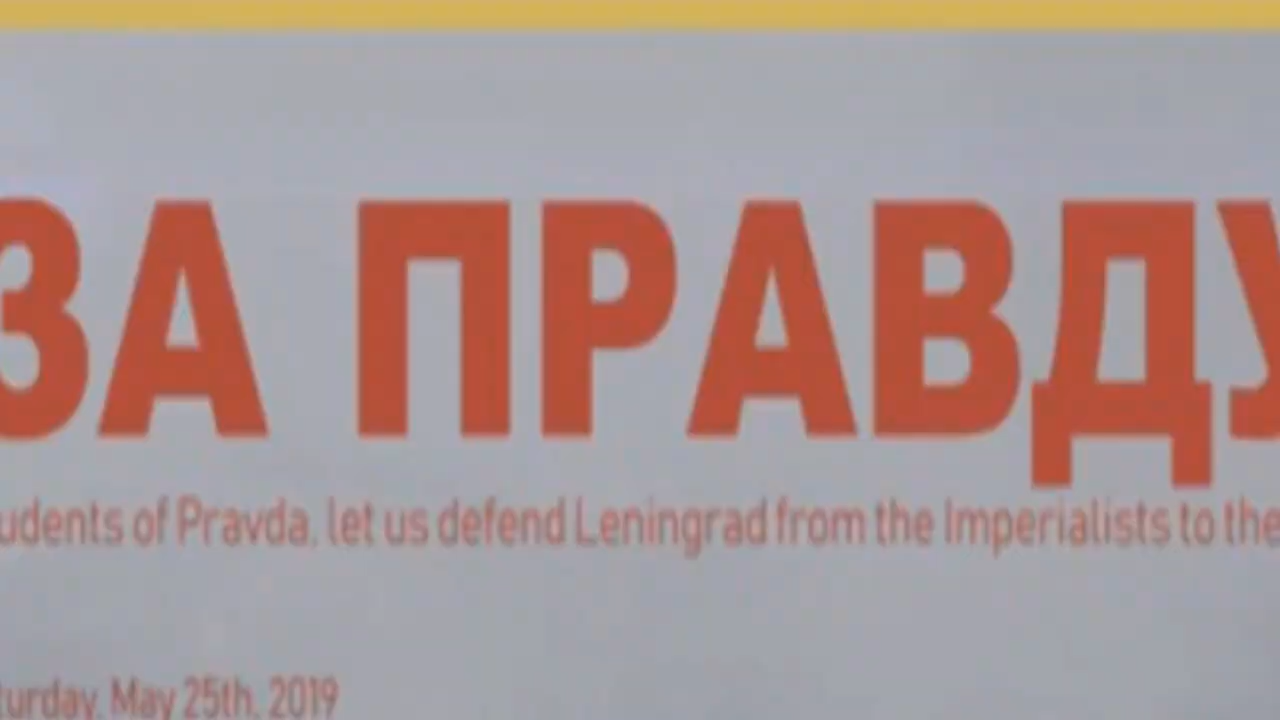 ЗА ПРАВДУ
udents of Pravda, let us defend Leningrad from the Imperialists to the
turday, May 25th, 2019